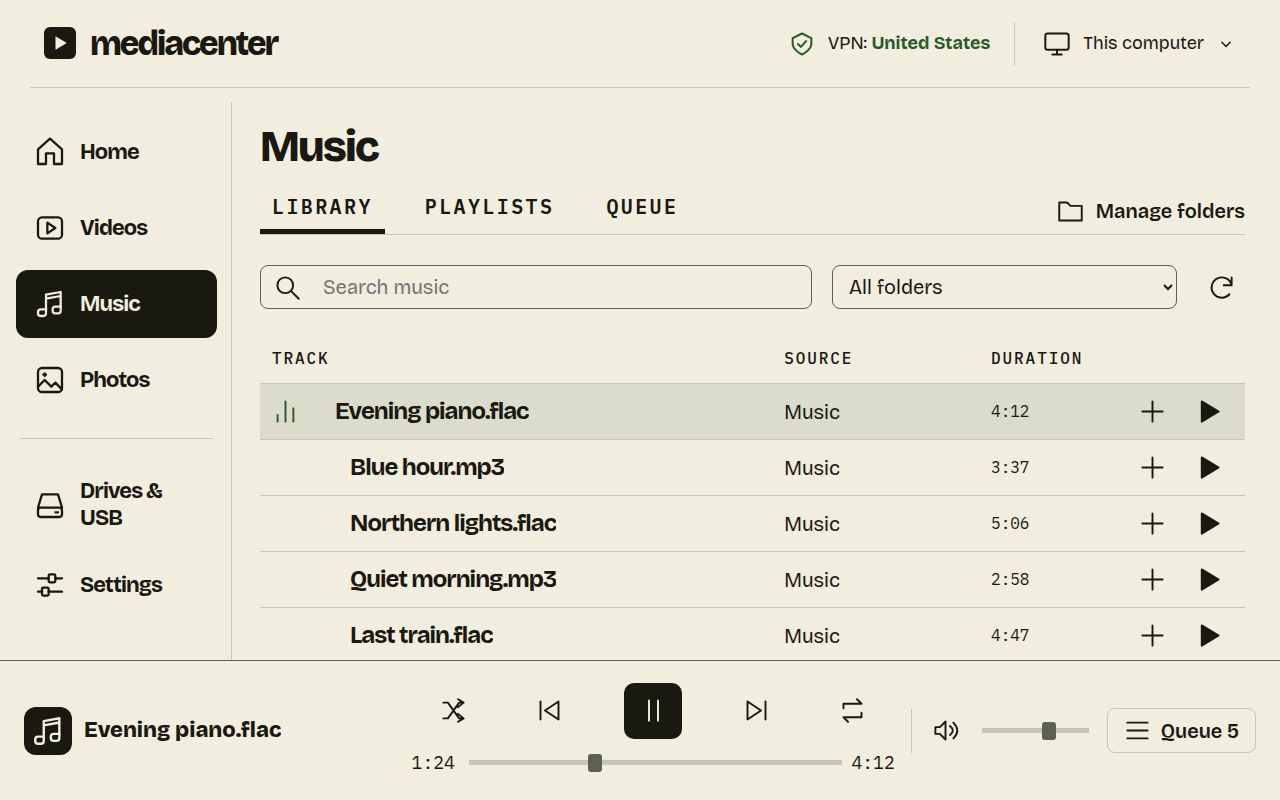 mediacenter
VPN: United States
This computer
Home
Videos
Music
Photos
Drives &
USB
Settings
Music
LIBRARY
PLAYLISTS
QUEUE
Manage folders
Search music
All folders
TRACK SOURCE DURATION
Evening piano.flac Music 4:12
Blue hour.mp3 Music 3:37
Northern lights.flac Music 5:06
Quiet morning.mp3 Music 2:58
Last train.flac Music 4:47
Evening piano.flac
1:24
4:12
Queue 5